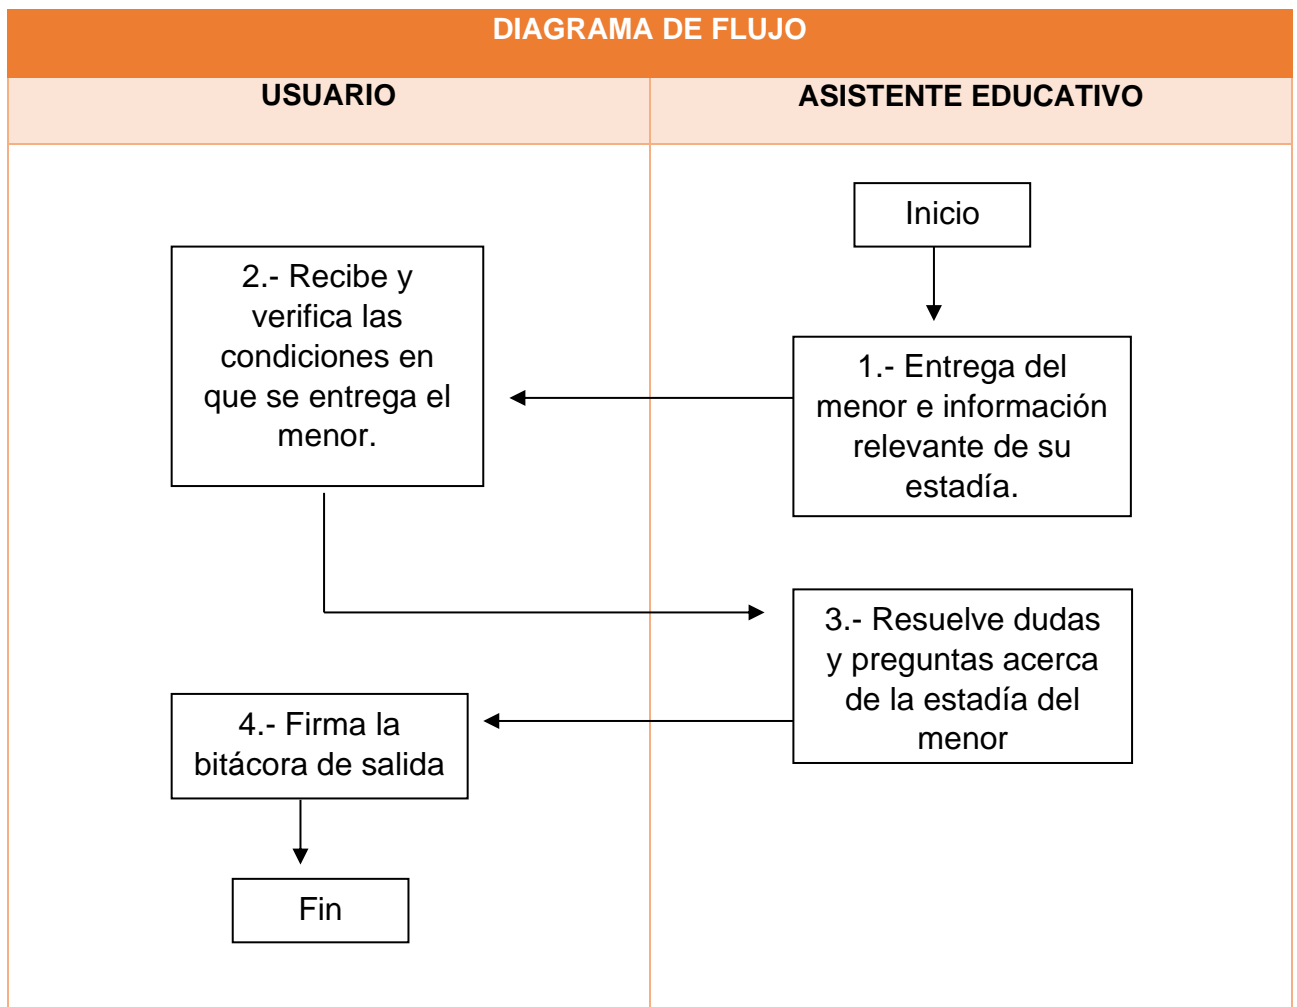 DIAGRAMA DE FLUJO
USUARIO
ASISTENTE EDUCATIVO
Inicio
1.- Entrega del
menor e información
relevante de su
estadía.
2.- Recibe y
verifica las
condiciones en
que se entrega el
menor.
3.- Resuelve dudas
y preguntas acerca
de la estadía del
menor
4.- Firma la
bitácora de salida
Fin